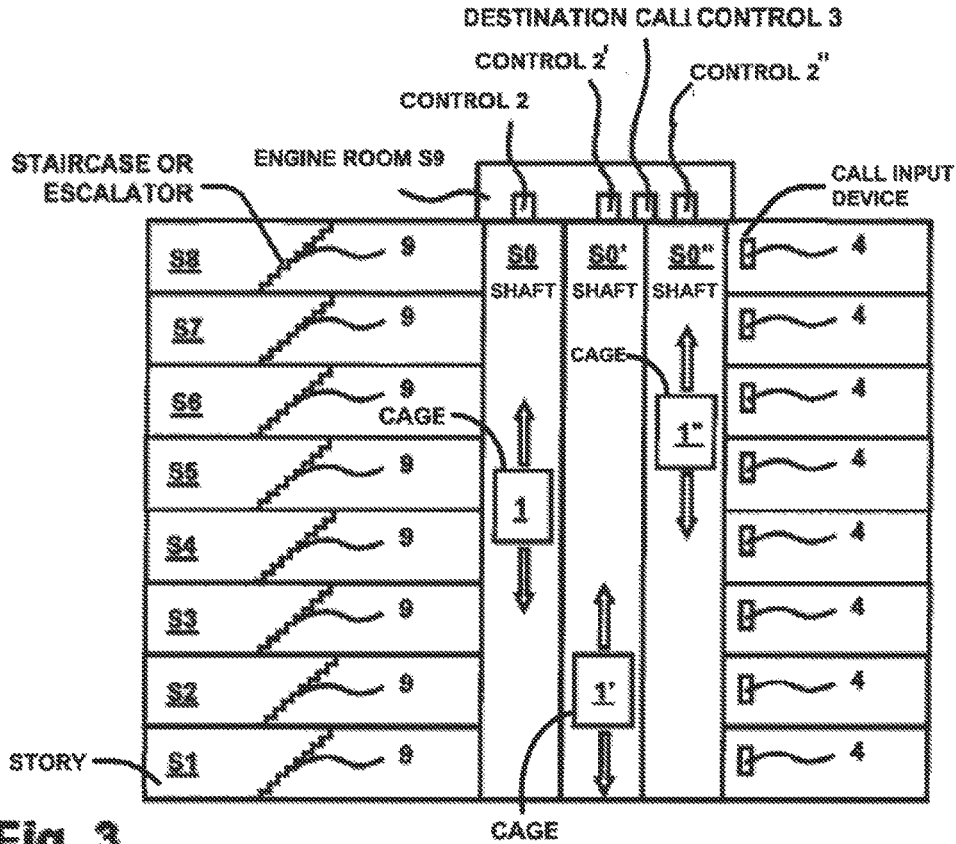 DESTINATION CALL CONTROL 3
CONTROL 2'
CONTROL 2"
CONTROL 2
ENGINE ROOM S9
STAIRCASE OR
ESCALATOR
CALL INPUT
DEVICE
S8 9 S0 S0' S0" 4
SHAFT SHAFT SHAFT
S7 9 4
CAGE
S6 9 4
CAGE
1"
S5 9 4
1
S4 9 4
S3 9 4
S2 9 1' 4
STORY
S1 9 4
CAGE
Fig. 3